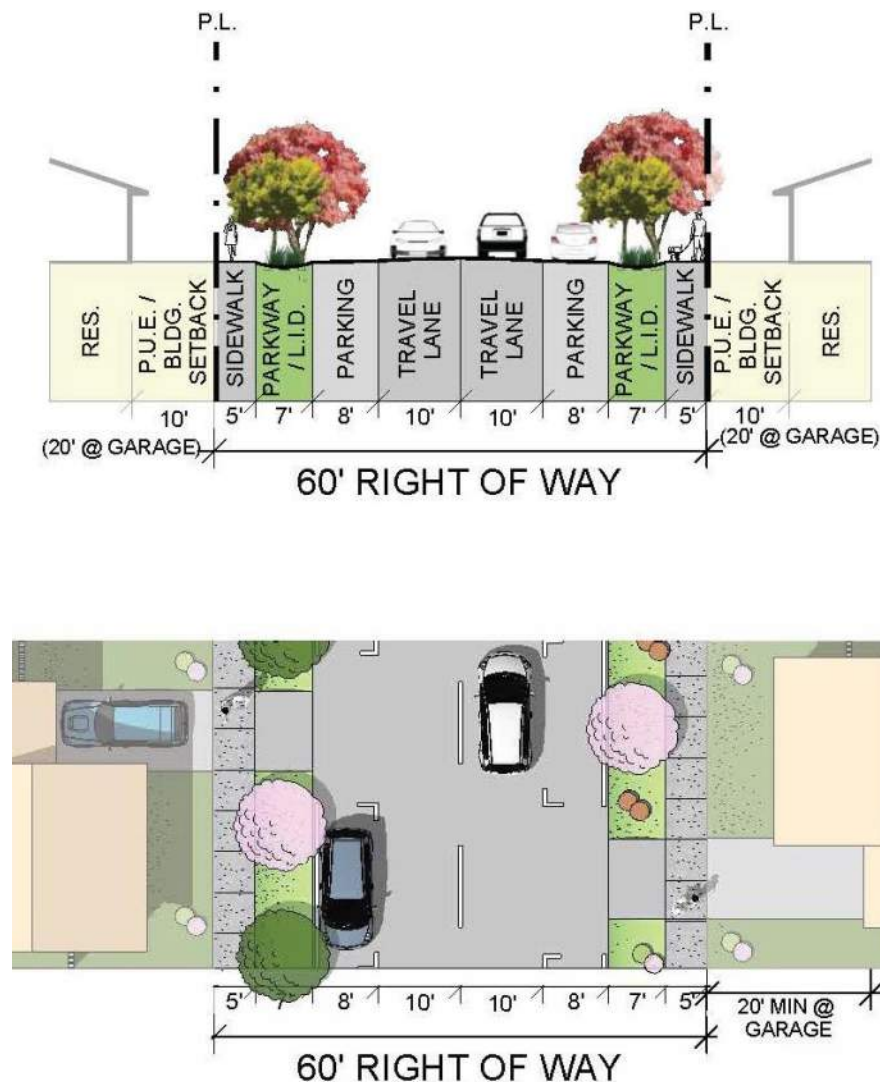 P.L.
P.L.
RES.
P.U.E. /
BLDG.
SETBACK
SIDEWALK
PARKWAY
/ L.I.D.
PARKING
TRAVEL
LANE
TRAVEL
LANE
PARKING
PARKWAY
/ L.I.D.
SIDEWALK
P.U.E. /
BLDG.
SETBACK
RES.
10' 5' 7' 8' 10' 10' 8' 7' 5' 10'
(20' @ GARAGE)
(20' @ GARAGE)
60' RIGHT OF WAY
5' 7' 8' 10' 10' 8' 7' 5'
20' MIN @
GARAGE
60' RIGHT OF WAY